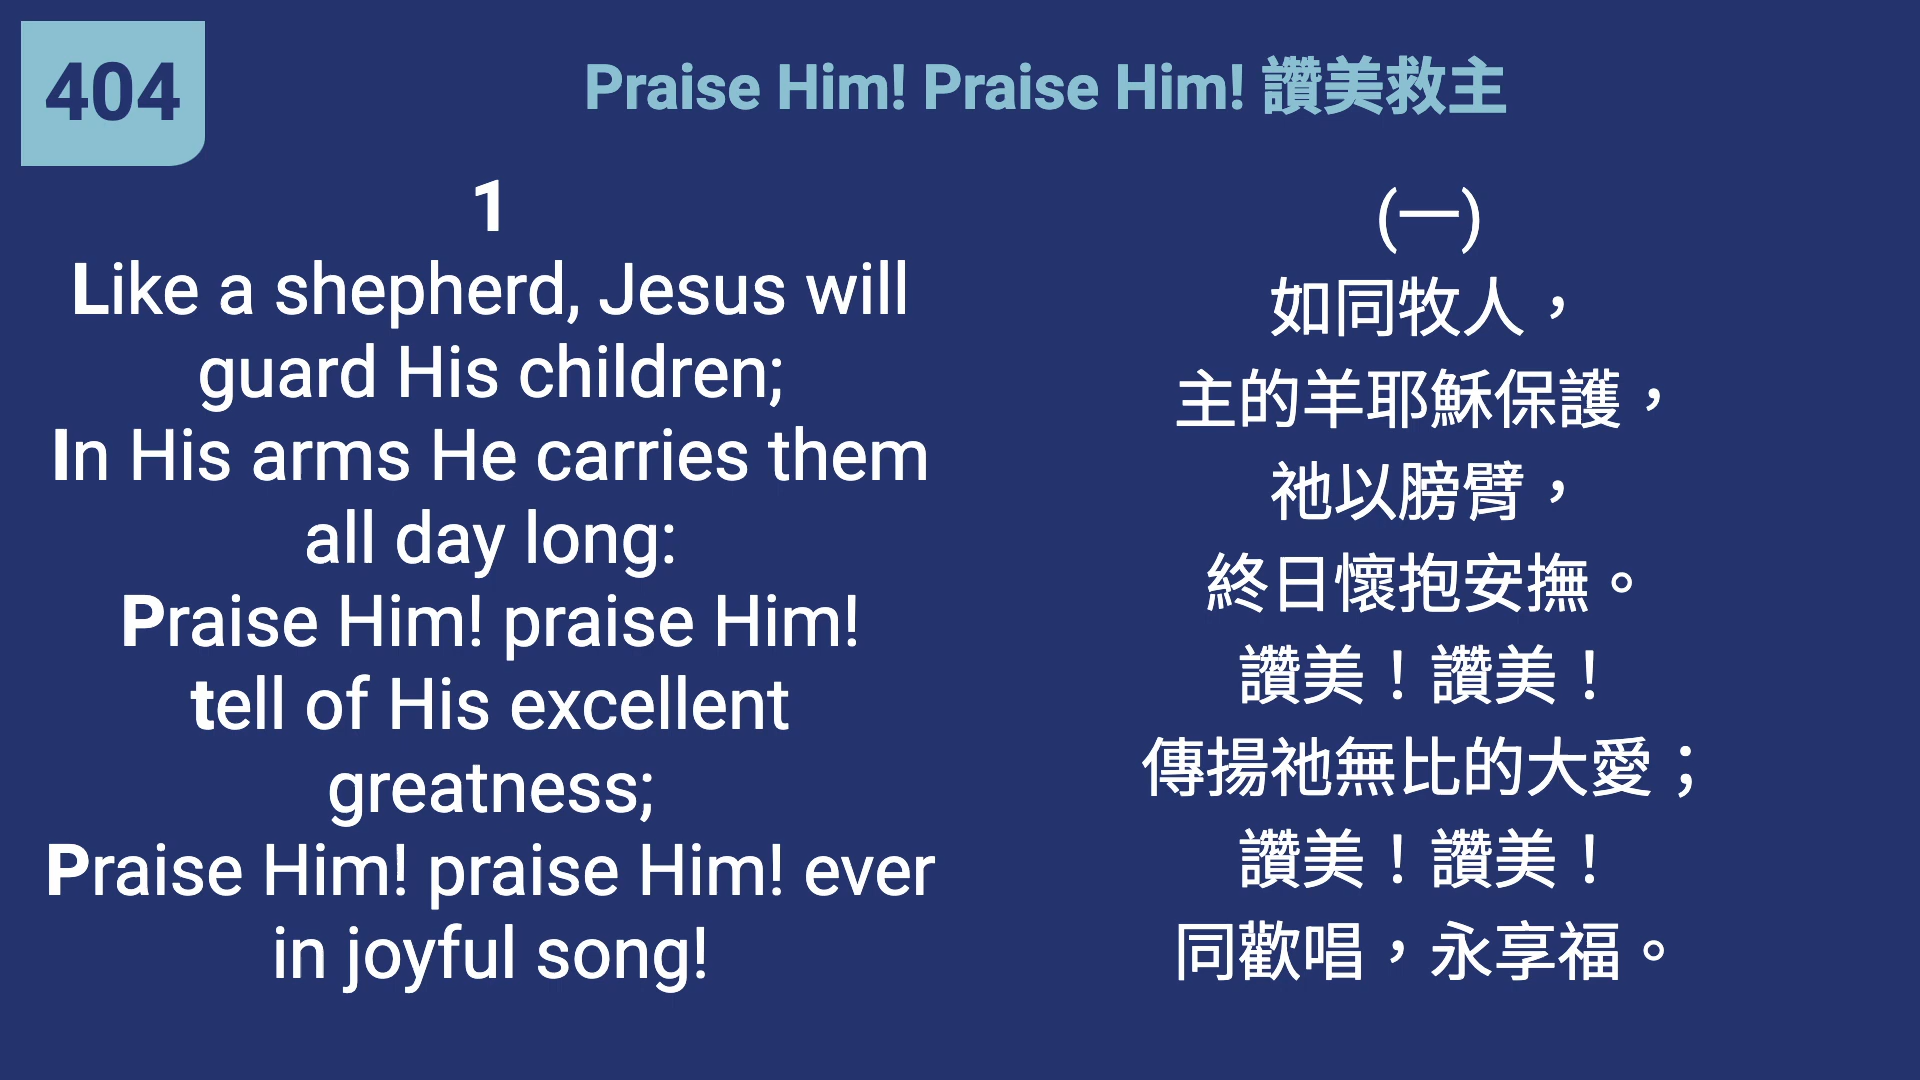 404
Praise Him! Praise Him! 讚美救主
1
Like a shepherd, Jesus will
guard His children;
In His arms He carries them
all day long:
Praise Him! praise Him!
tell of His excellent
greatness;
Praise Him! praise Him! ever
in joyful song!
(一)
如同牧人，
主的羊耶穌保護，
祂以膀臂，
終日懷抱安撫。
讚美！讚美！
傳揚祂無比的大愛；
讚美！讚美！
同歡唱，永享福。